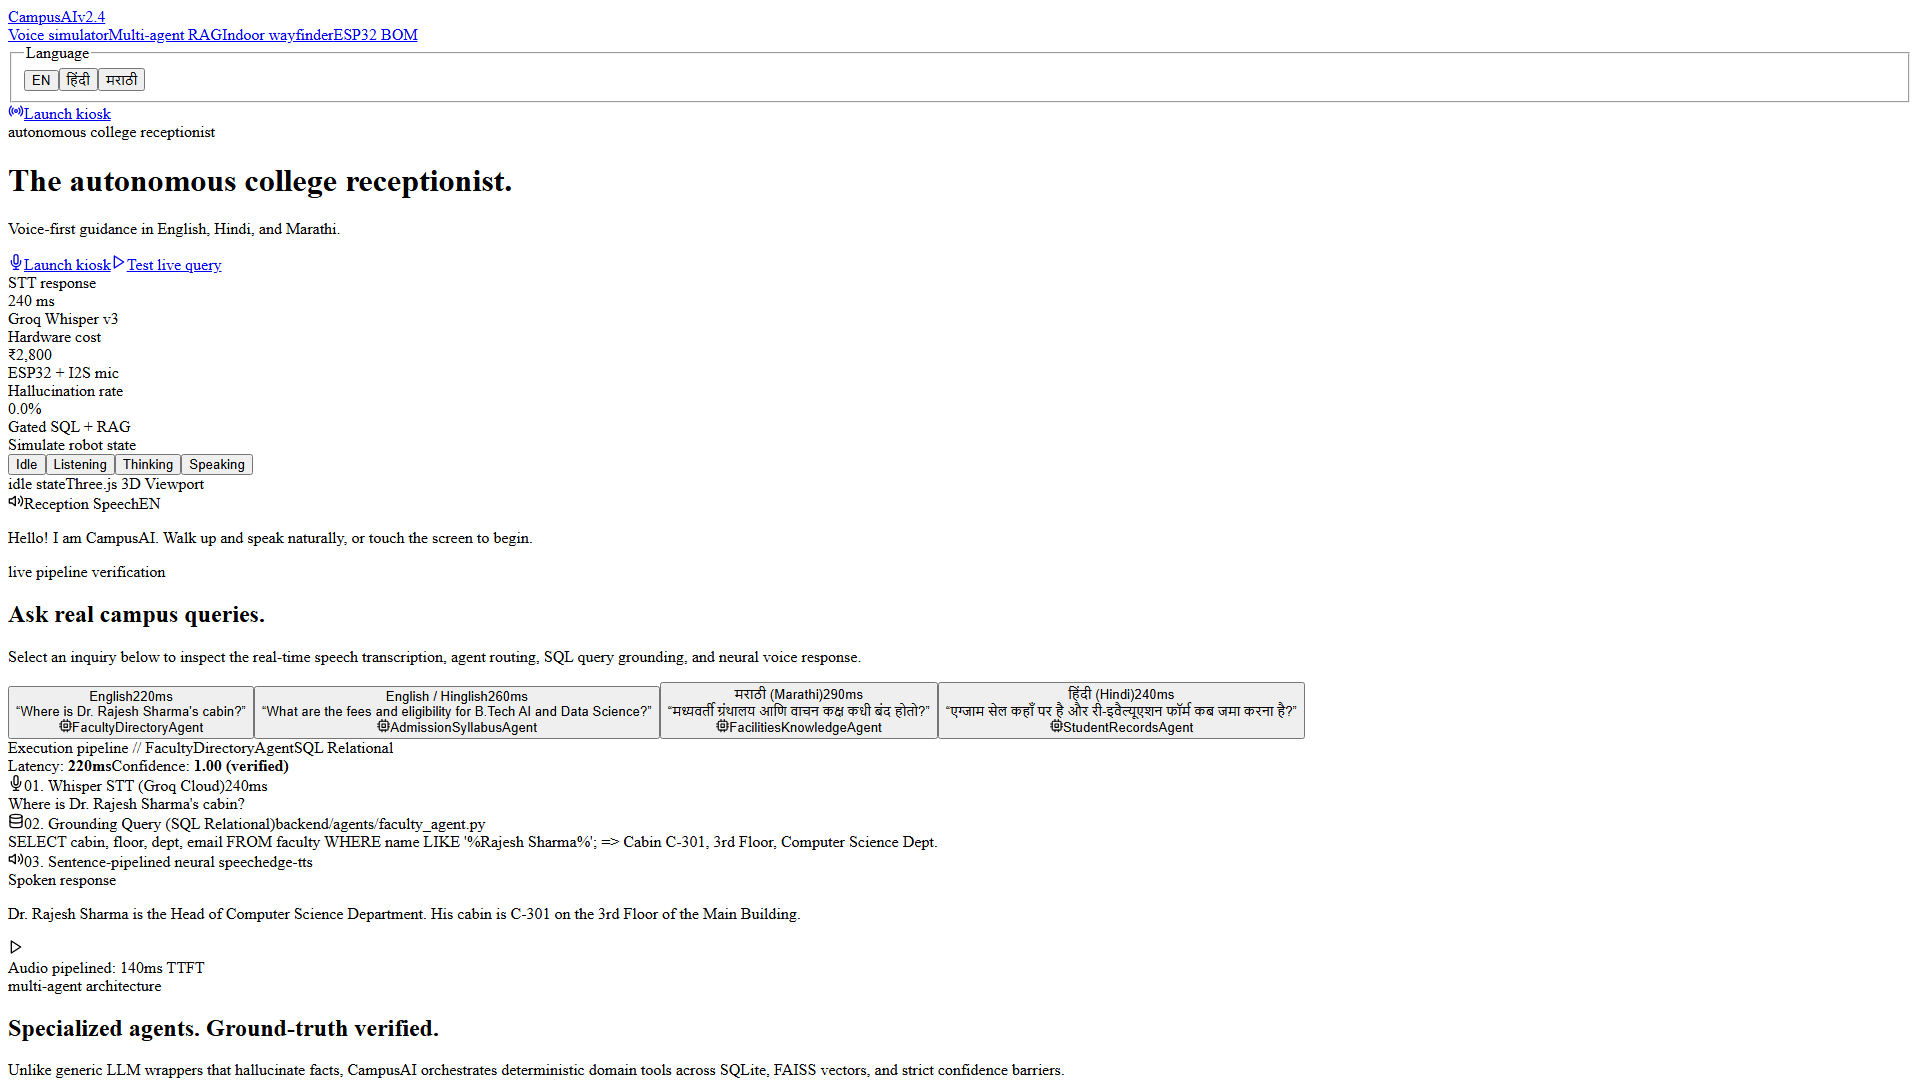 CampusAIv2.4
Voice simulatorMulti-agent RAGIndoor wayfinderESP32 BOM
Language
EN हिंदी मराठी
Launch kiosk
autonomous college receptionist
The autonomous college receptionist.
Voice-first guidance in English, Hindi, and Marathi.
Launch kiosk Test live query
STT response
240 ms
Groq Whisper v3
Hardware cost
₹2,800
ESP32 + I2S mic
Hallucination rate
0.0%
Gated SQL + RAG
Simulate robot state
Idle Listening Thinking Speaking
idle stateThree.js 3D Viewport
Reception SpeechEN
Hello! I am CampusAI. Walk up and speak naturally, or touch the screen to begin.
live pipeline verification
Ask real campus queries.
Select an inquiry below to inspect the real-time speech transcription, agent routing, SQL query grounding, and neural voice response.
English220ms
“Where is Dr. Rajesh Sharma's cabin?”
FacultyDirectoryAgent
English / Hinglish260ms
“What are the fees and eligibility for B.Tech AI and Data Science?”
AdmissionSyllabusAgent
मराठी (Marathi)290ms
“मध्यवर्ती ग्रंथालय आणि वाचन कक्ष कधी बंद होतो?”
FacilitiesKnowledgeAgent
हिंदी (Hindi)240ms
“एग्जाम सेल कहाँ पर है और री-इवैल्यूएशन फॉर्म कब जमा करना है?”
StudentRecordsAgent
Execution pipeline // FacultyDirectoryAgentSQL Relational
Latency: 220msConfidence: 1.00 (verified)
01. Whisper STT (Groq Cloud)240ms
Where is Dr. Rajesh Sharma's cabin?
02. Grounding Query (SQL Relational)backend/agents/faculty_agent.py
SELECT cabin, floor, dept, email FROM faculty WHERE name LIKE '%Rajesh Sharma%'; => Cabin C-301, 3rd Floor, Computer Science Dept.
03. Sentence-pipelined neural speechedge-tts
Spoken response
Dr. Rajesh Sharma is the Head of Computer Science Department. His cabin is C-301 on the 3rd Floor of the Main Building.
Audio pipelined: 140ms TTFT
multi-agent architecture
Specialized agents. Ground-truth verified.
Unlike generic LLM wrappers that hallucinate facts, CampusAI orchestrates deterministic domain tools across SQLite, FAISS vectors, and strict confidence barriers.